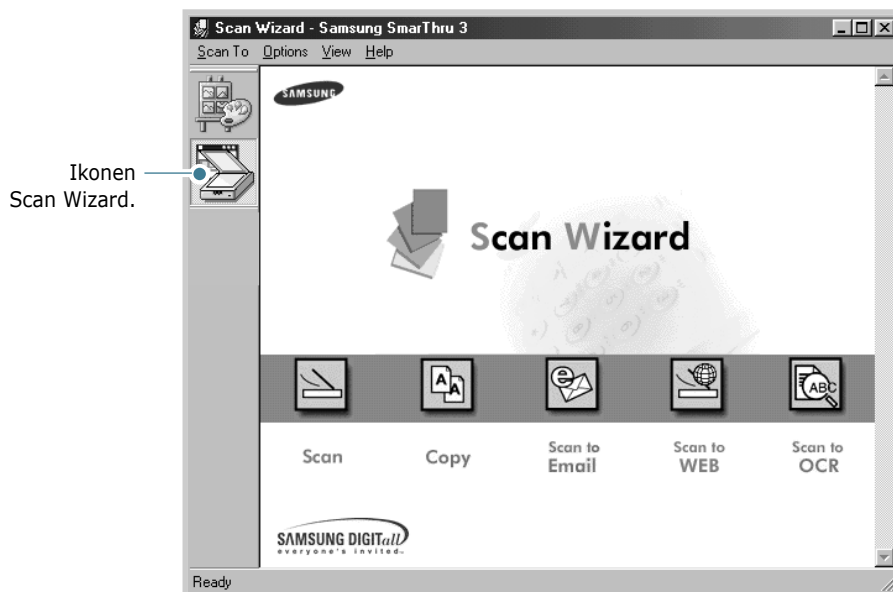 Scan Wizard - Samsung SmarThru 3
Scan To Options View Help
SAMSUNG
Ikonen
Scan Wizard.
Scan Wizard
Scan
Copy
Scan to
Email
Scan to
WEB
Scan to
OCR
SAMSUNG DIGITall
everyone's invited™
Ready